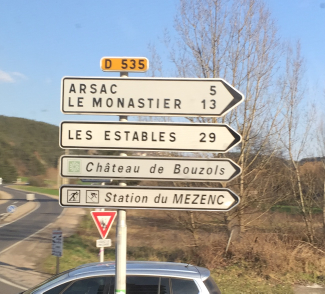 D 535
ARSAC 5
LE MONASTIER 13
LES ESTABLES 29
Château de Bouzols
Station du MEZENC